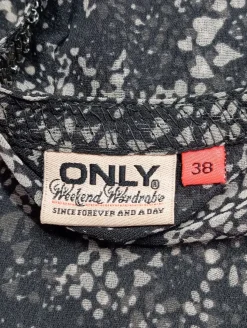 ONLY®
Weekend Wardrobe
SINCE FOREVER AND A DAY
38